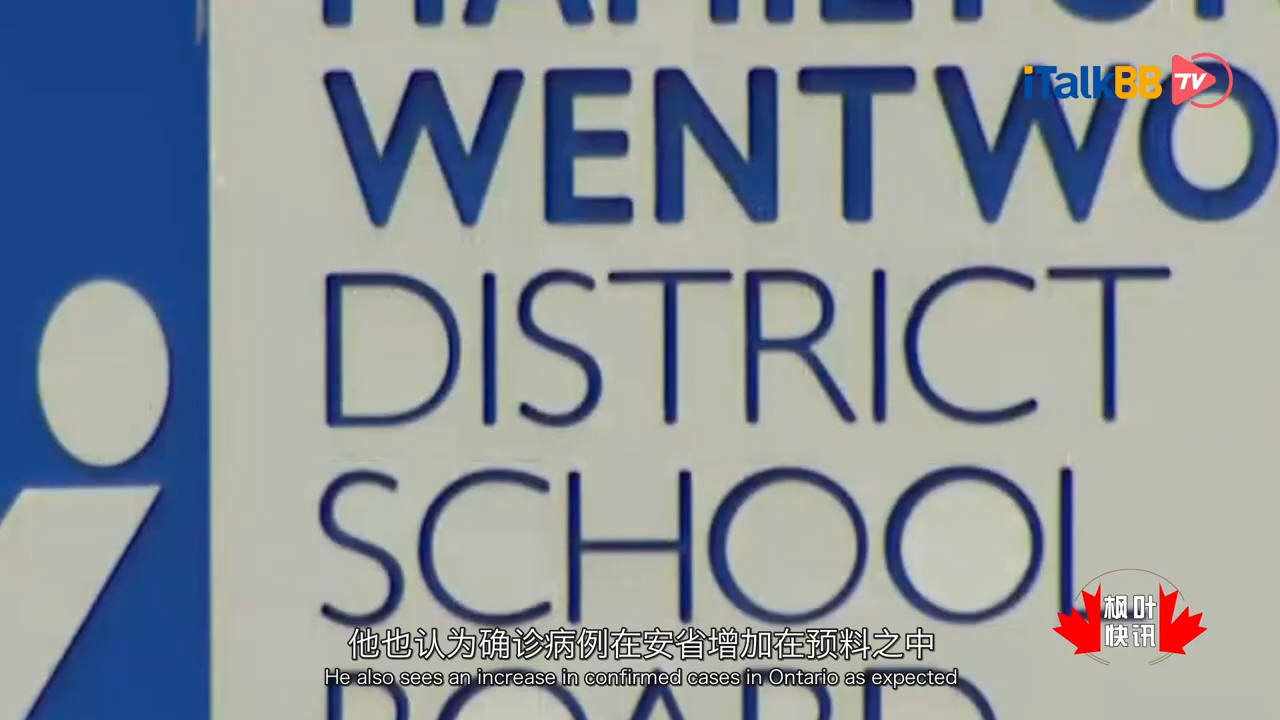 HAMILTON
WENTWO
DISTRICT
SCHOOL
BOARD
iTalkBB TV
枫叶
快讯
他也认为确诊病例在安省增加在预料之中
He also sees an increase in confirmed cases in Ontario as expected